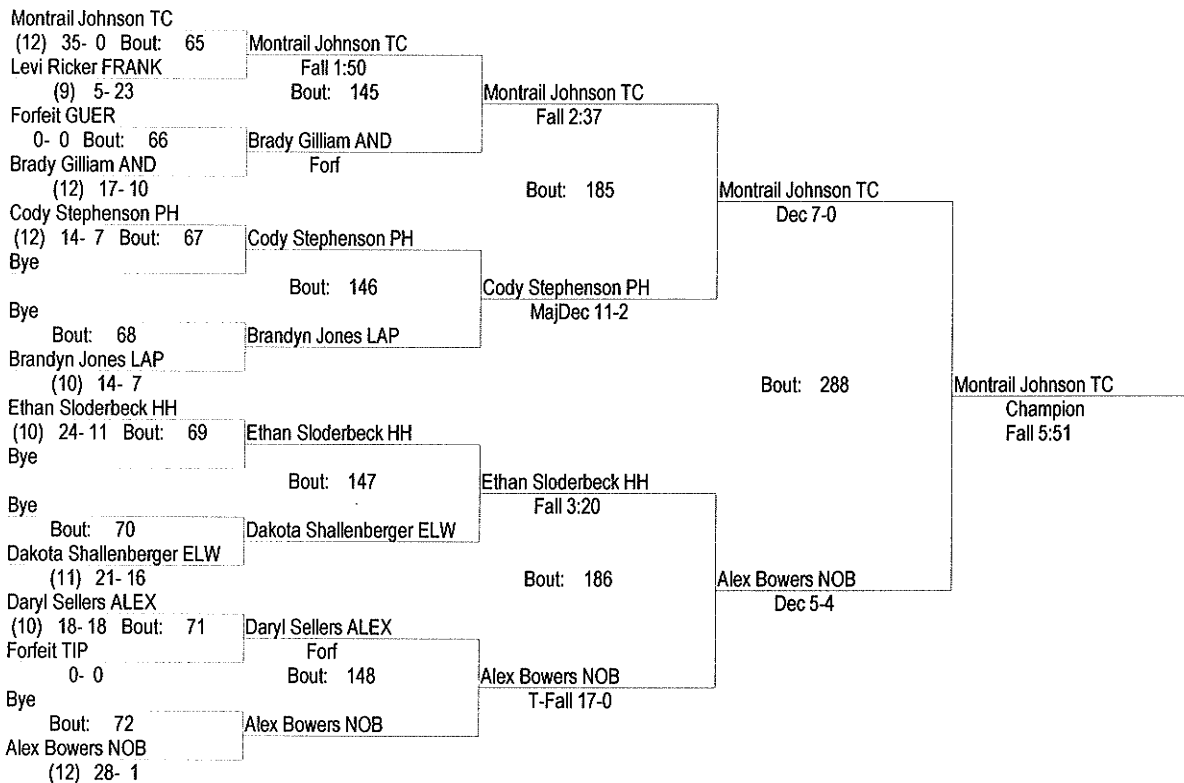 Montrail Johnson TC
(12) 35- 0 Bout: 65
Levi Ricker FRANK
(9) 5- 23
Forfeit GUER
0- 0 Bout: 66
Brady Gilliam AND
(12) 17- 10
Cody Stephenson PH
(12) 14- 7 Bout: 67
Bye
Bye
Bout: 68
Brandyn Jones LAP
(10) 14- 7
Ethan Sloderbeck HH
(10) 24- 11 Bout: 69
Bye
Bye
Bout: 70
Dakota Shallenberger ELW
(11) 21- 16
Daryl Sellers ALEX
(10) 18- 18 Bout: 71
Forfeit TIP
0- 0
Bye
Bout: 72
Alex Bowers NOB
(12) 28- 1
Montrail Johnson TC
Fall 1:50
Bout: 145
Brady Gilliam AND
Forf
Cody Stephenson PH
Bout: 146
Brandyn Jones LAP
Ethan Sloderbeck HH
Bout: 147
Dakota Shallenberger ELW
Daryl Sellers ALEX
Forf
Bout: 148
Alex Bowers NOB
Montrail Johnson TC
Fall 2:37
Bout: 185
Cody Stephenson PH
MajDec 11-2
Ethan Sloderbeck HH
Fall 3:20
Bout: 186
Alex Bowers NOB
T-Fall 17-0
Montrail Johnson TC
Dec 7-0
Bout: 288
Alex Bowers NOB
Dec 5-4
Montrail Johnson TC
Champion
Fall 5:51